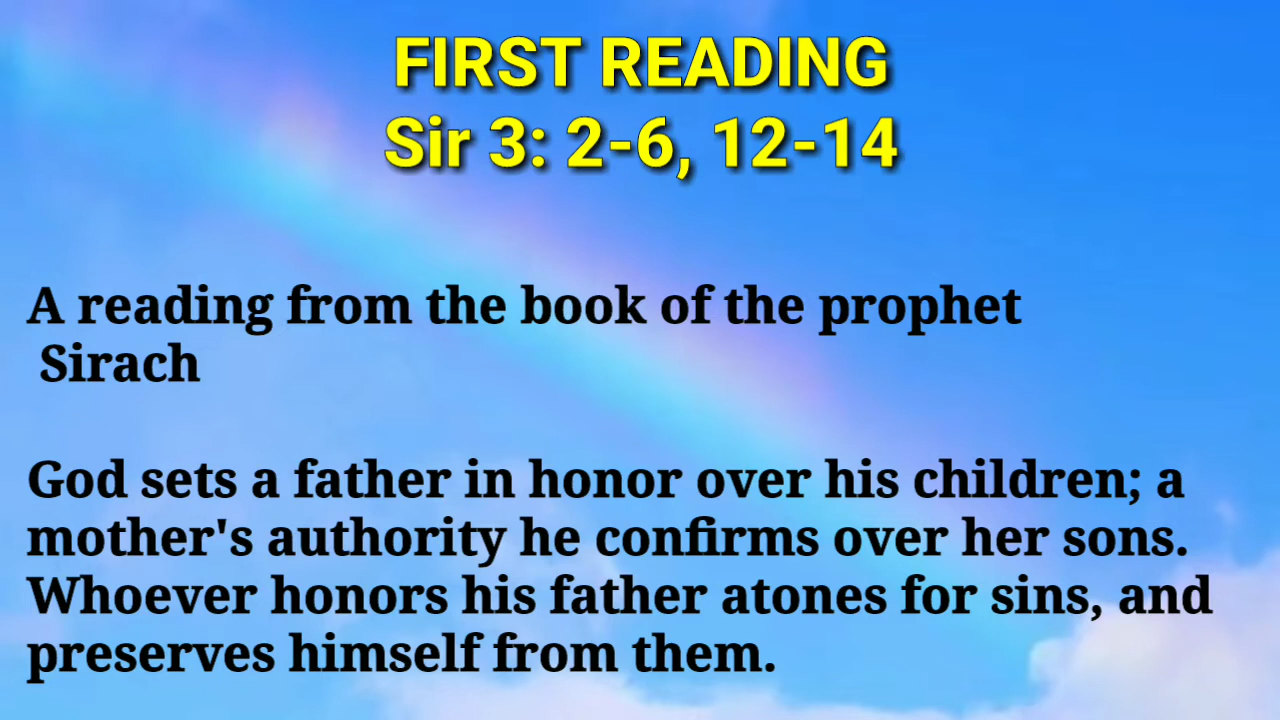 FIRST READING
Sir 3: 2-6, 12-14
A reading from the book of the prophet
Sirach
God sets a father in honor over his children; a
mother's authority he confirms over her sons.
Whoever honors his father atones for sins, and
preserves himself from them.